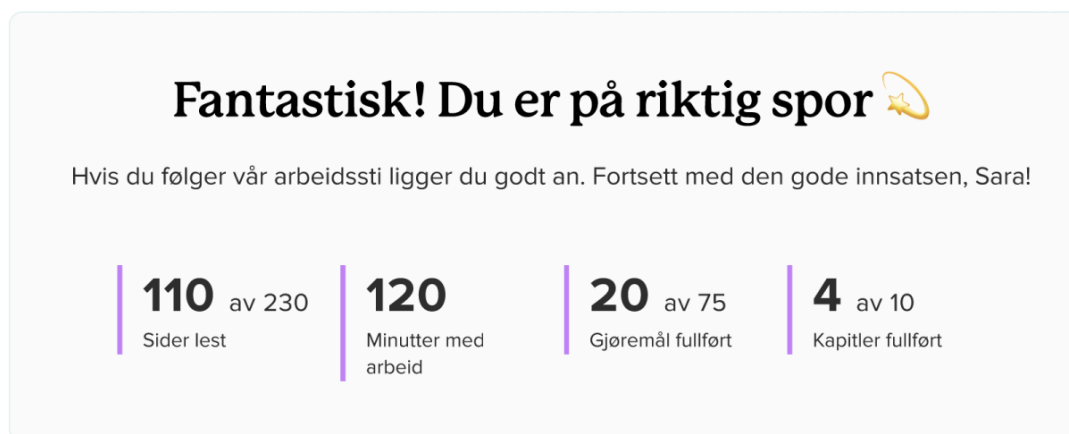 Fantastisk! Du er på riktig spor 💫
Hvis du følger vår arbeidssti ligger du godt an. Fortsett med den gode innsatsen, Sara!
110 av 230
Sider lest
120
Minutter med
arbeid
20 av 75
Gjøremål fullført
4 av 10
Kapitler fullført